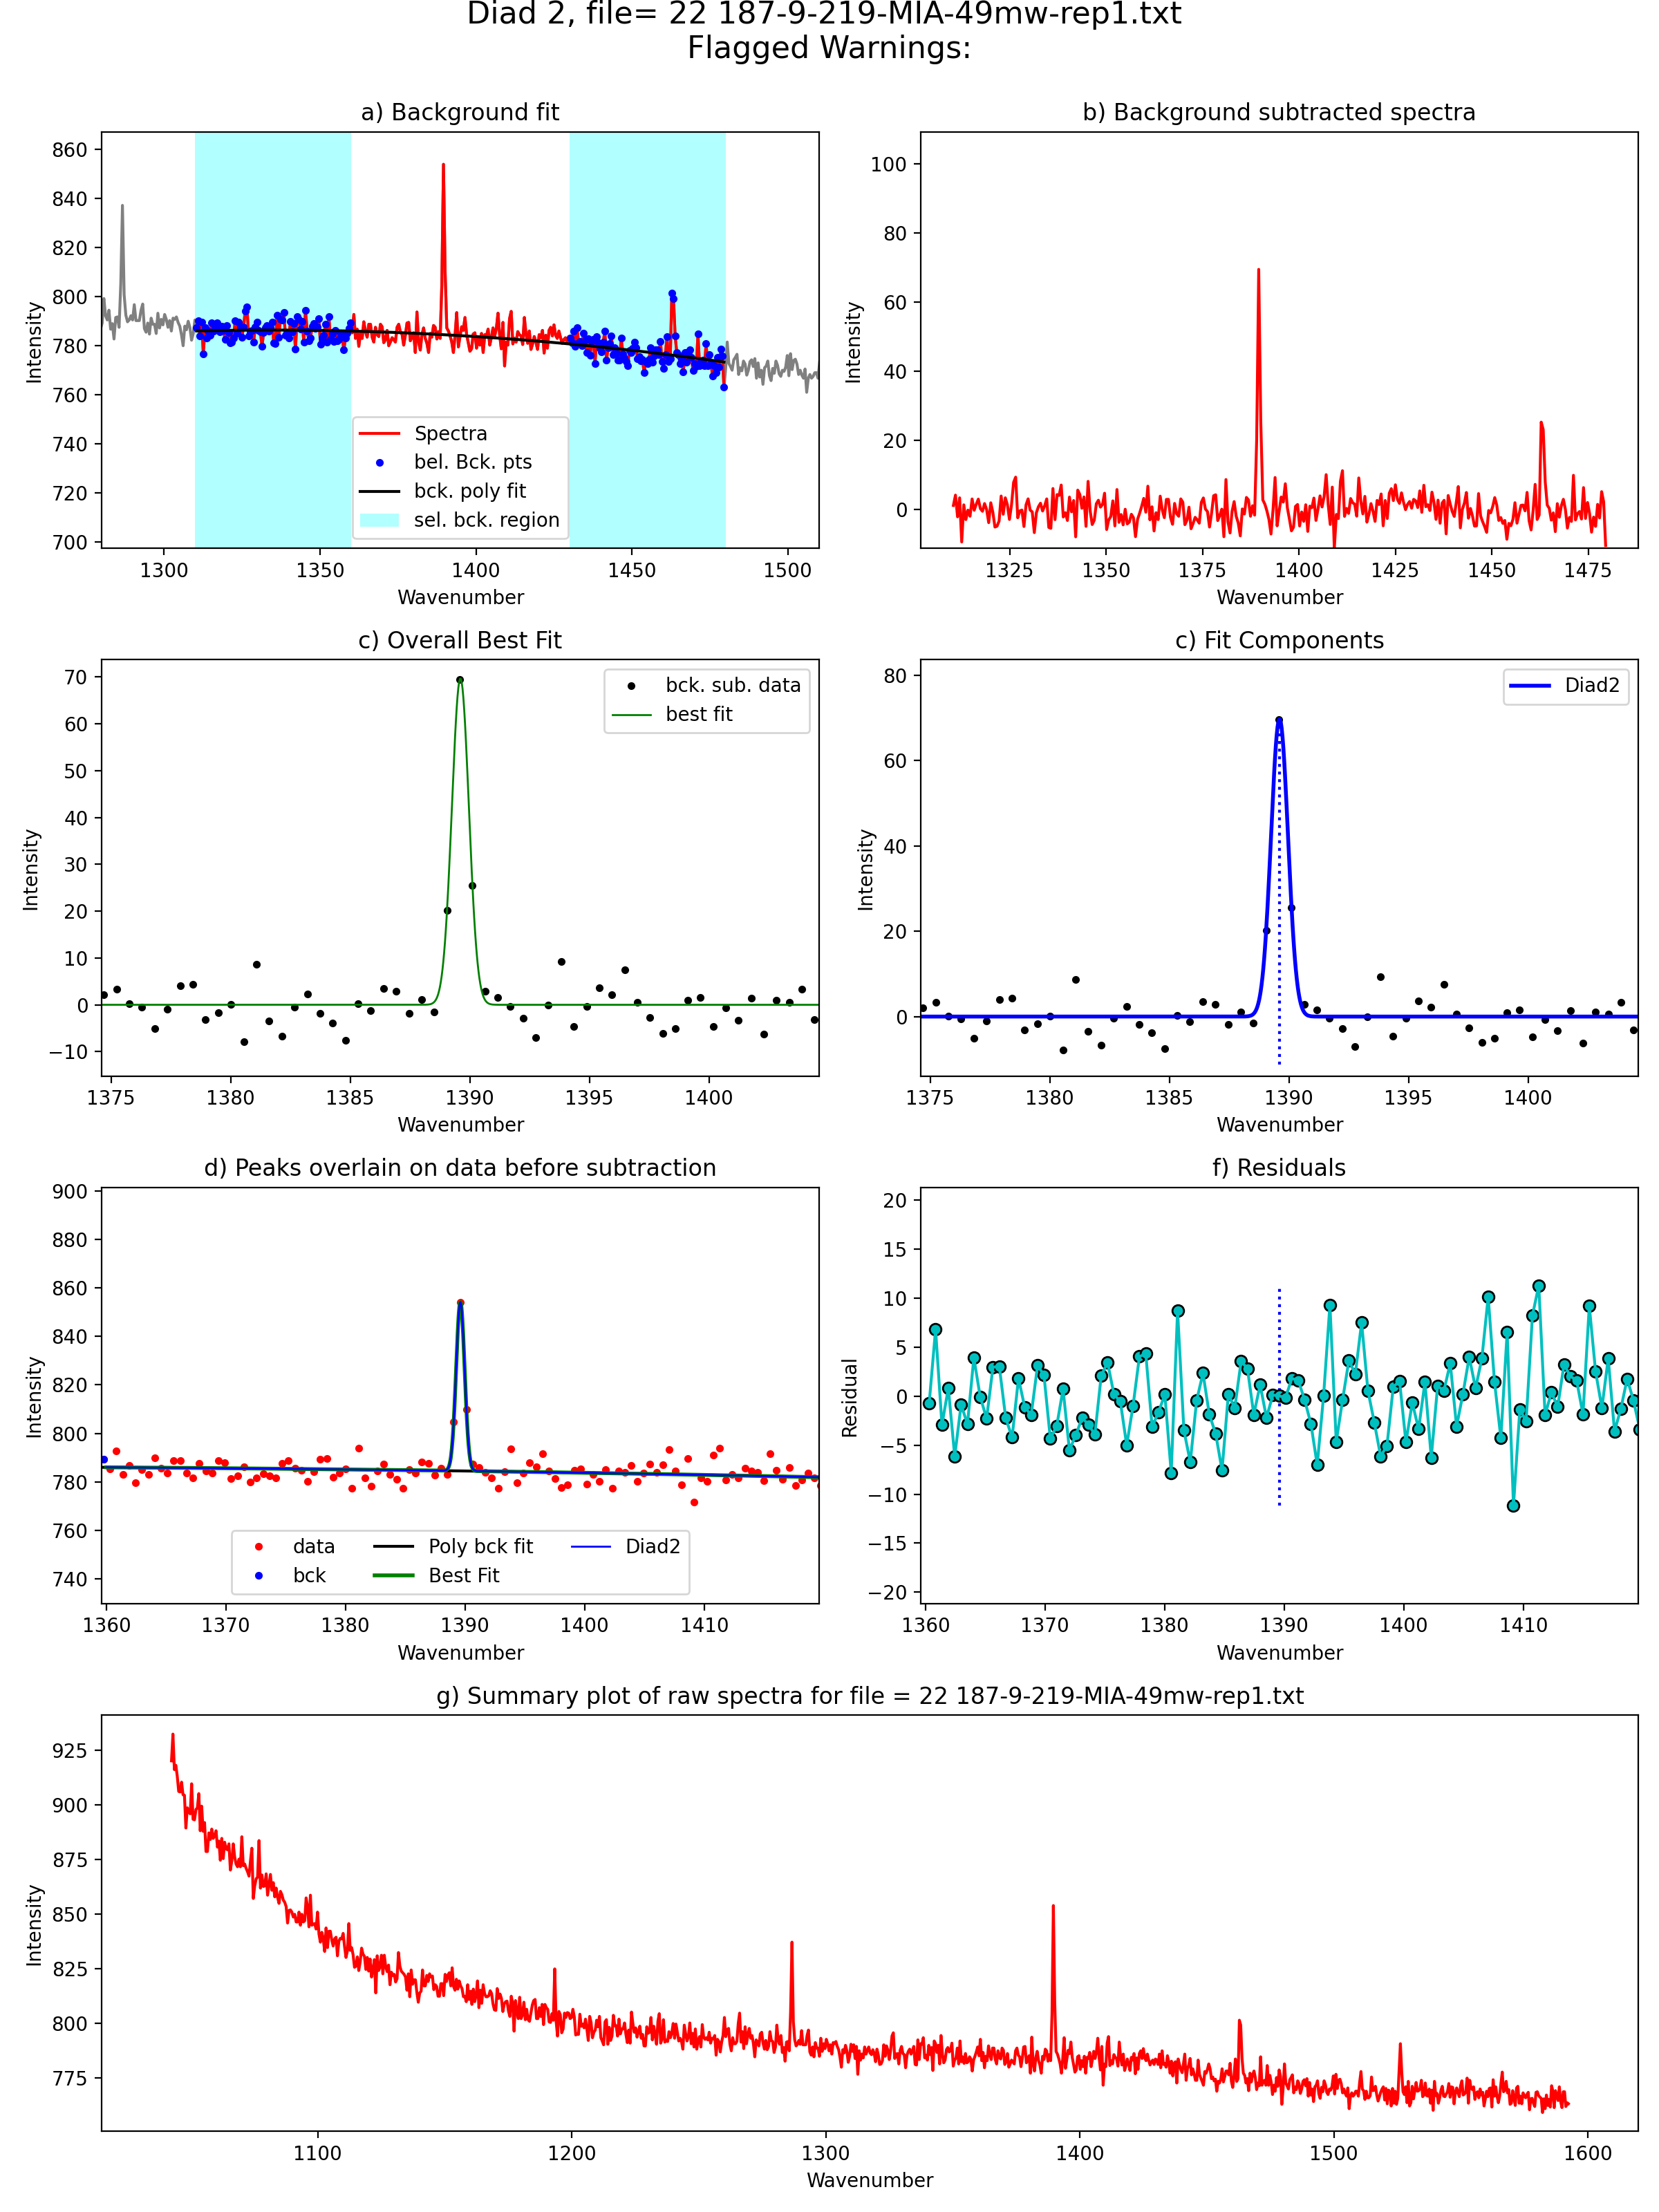 Diad 2, file= 22 187-9-219-MIA-49mw-rep1.txt
Flagged Warnings:
a) Background fit
860
840
820
800
780
760
740
720
700
Intensity
Spectra
bel. Bck. pts
bck. poly fit
sel. bck. region
1300 1350 1400 1450 1500
Wavenumber
b) Background subtracted spectra
100
80
60
40
20
0
Intensity
1325 1350 1375 1400 1425 1450 1475
Wavenumber
c) Overall Best Fit
70
60
50
40
30
20
10
0
−10
Intensity
bck. sub. data
best fit
1375 1380 1385 1390 1395 1400
Wavenumber
c) Fit Components
80
60
40
20
0
Intensity
Diad2
1375 1380 1385 1390 1395 1400
Wavenumber
d) Peaks overlain on data before subtraction
900
880
860
840
820
800
780
760
740
Intensity
data Poly bck fit Diad2
bck Best Fit
1360 1370 1380 1390 1400 1410
Wavenumber
f) Residuals
20
15
10
5
0
−5
−10
−15
−20
Residual
1360 1370 1380 1390 1400 1410
Wavenumber
g) Summary plot of raw spectra for file = 22 187-9-219-MIA-49mw-rep1.txt
925
900
875
850
825
800
775
Intensity
1100 1200 1300 1400 1500 1600
Wavenumber